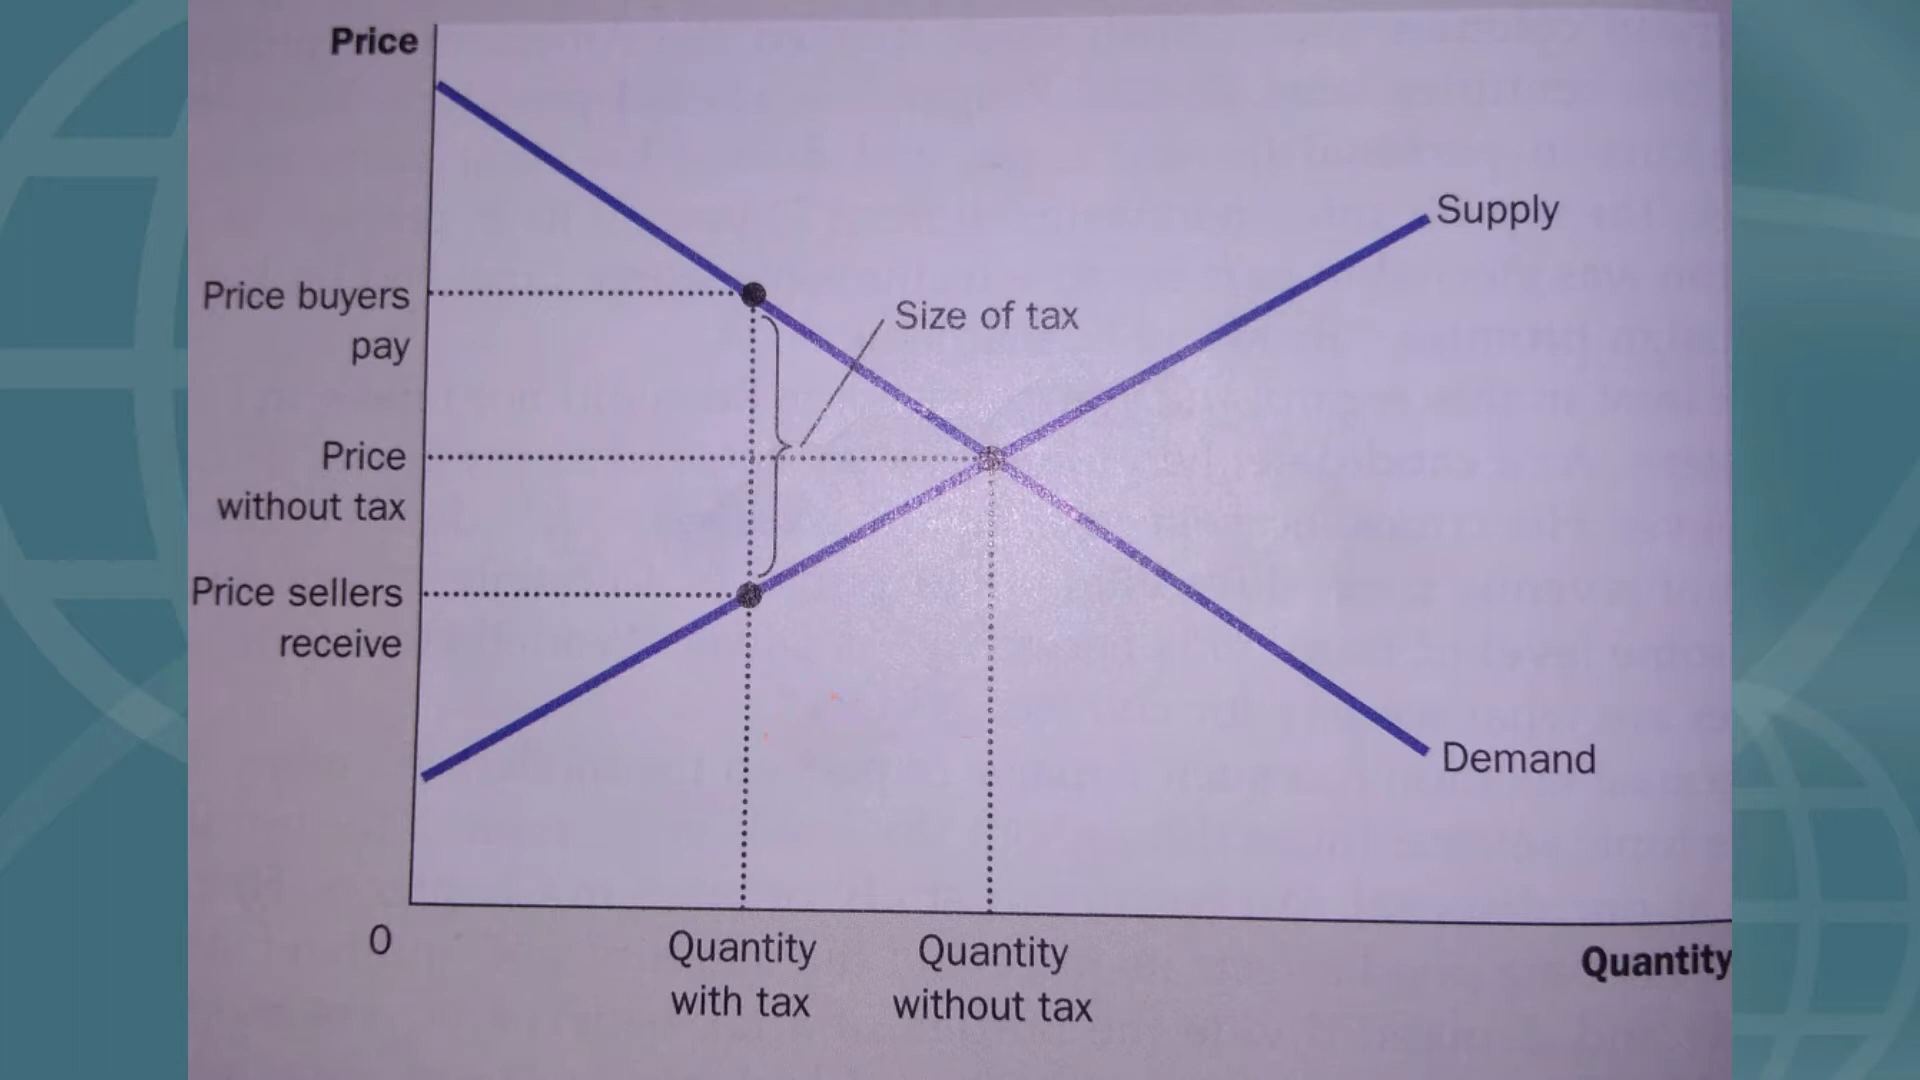 Price
Supply
Price buyers
pay
Size of tax
Price
without tax
Price sellers
receive
Demand
0
Quantity
with tax
Quantity
without tax
Quantity